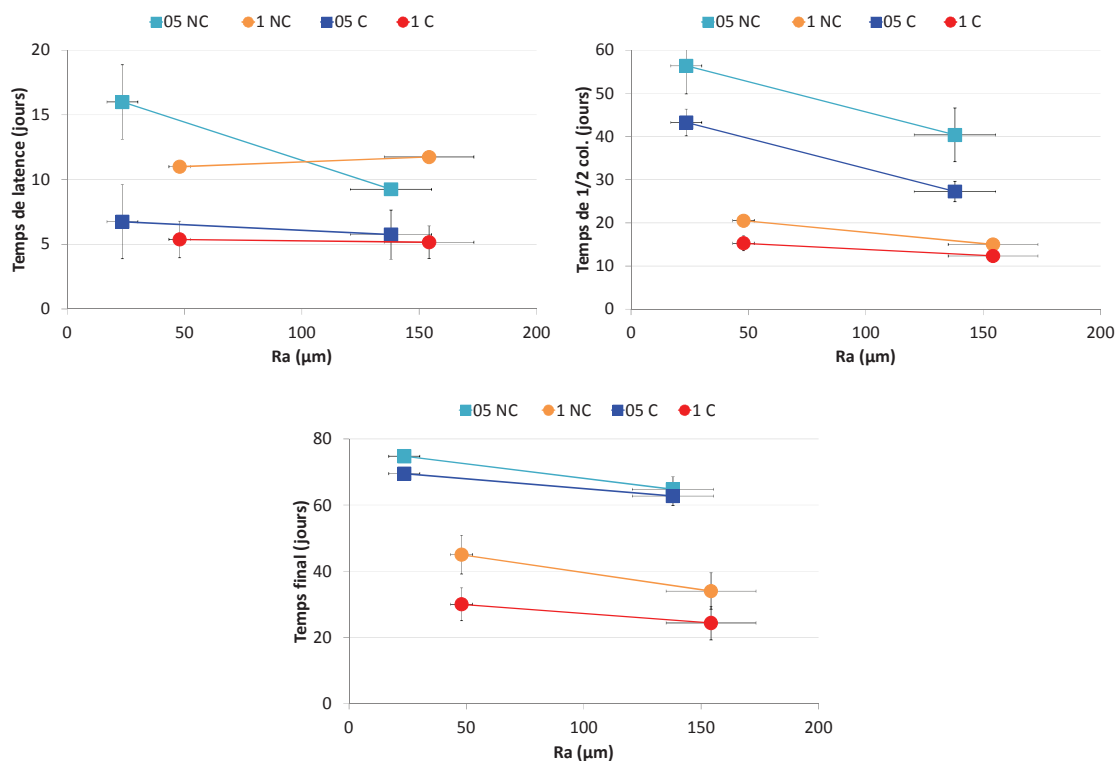 05 NC 1 NC 05 C 1 C
Temps de latence (jours)
20
15
10
5
0
0 50 100 150 200
Ra (µm)
05 NC 1 NC 05 C 1 C
Temps de 1/2 col. (jours)
60
50
40
30
20
10
0
0 50 100 150 200
Ra (µm)
05 NC 1 NC 05 C 1 C
Temps final (jours)
80
60
40
20
0
0 50 100 150 200
Ra (µm)